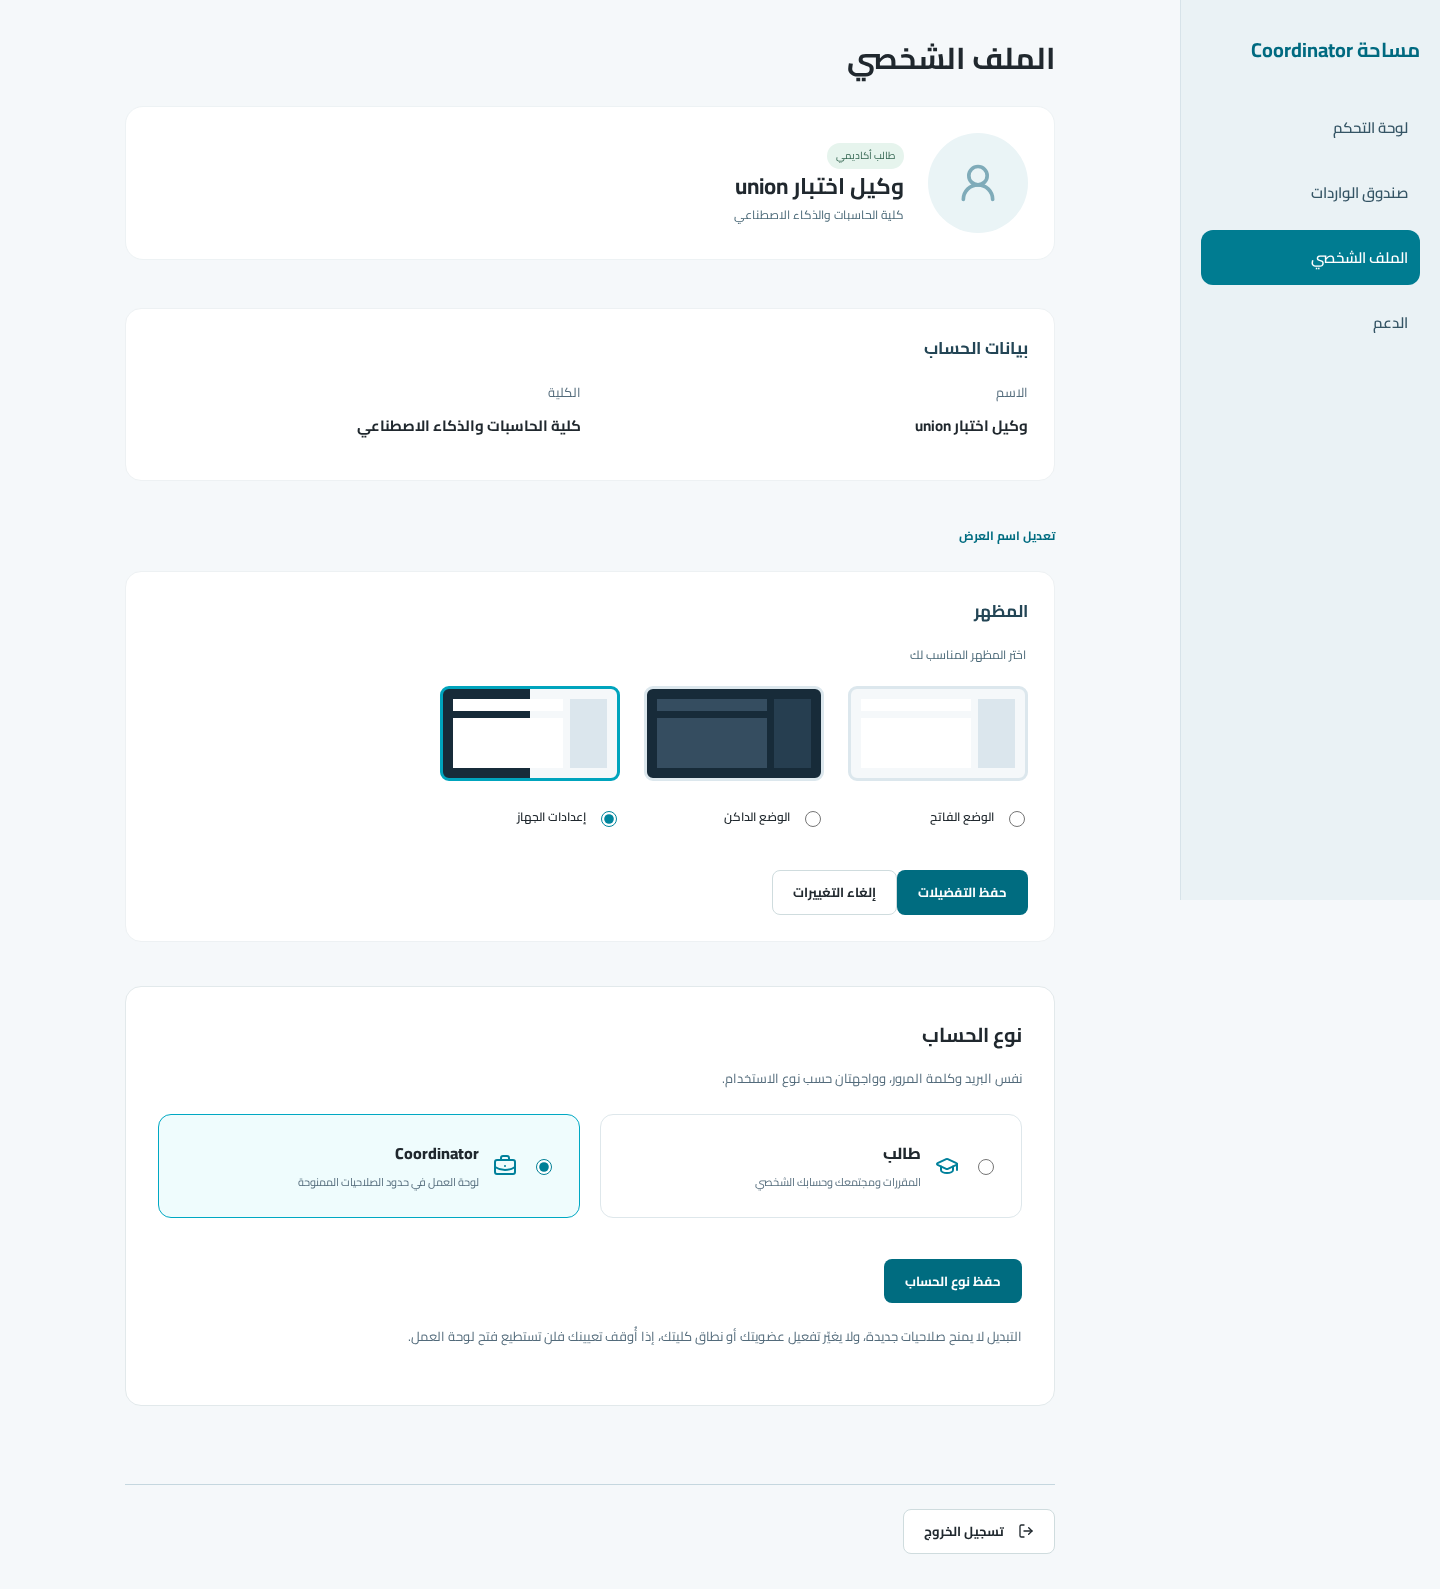 مساحة Coordinator
لوحة التحكم
صندوق الواردات
الملف الشخصي
الدعم
الملف الشخصي
طالب أكاديمي
وكيل اختبار union
كلية الحاسبات والذكاء الاصطناعي
بيانات الحساب
الاسم
وكيل اختبار union
الكلية
كلية الحاسبات والذكاء الاصطناعي
تعديل اسم العرض
المظهر
اختر المظهر المناسب لك
الوضع الفاتح
الوضع الداكن
إعدادات الجهاز
حفظ التفضيلات
إلغاء التغييرات
نوع الحساب
نفس البريد وكلمة المرور، وواجهتان حسب نوع الاستخدام.
طالب
المقررات ومجتمعك وحسابك الشخصي
Coordinator
لوحة العمل في حدود الصلاحيات الممنوحة
حفظ نوع الحساب
التبديل لا يمنح صلاحيات جديدة، ولا يغيّر تفعيل عضويتك أو نطاق كليتك، إذا أُوقف تعيينك فلن تستطيع فتح لوحة العمل.
تسجيل الخروج